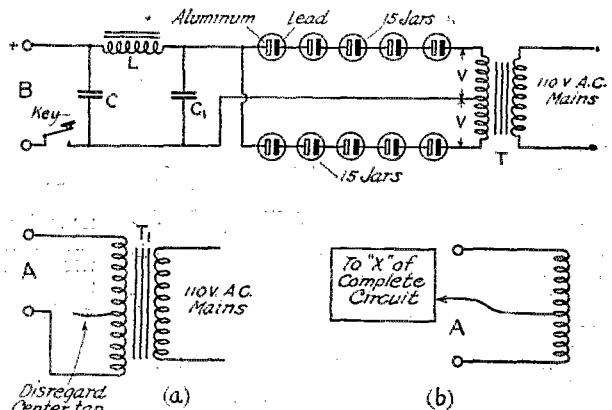 Aluminum
Lead
15 Jars
+
L
B
C
C1
Key
V
V
T
110 V. A.C.
Mains
15 Jars
A
T1
110 V. A.C.
Mains
Disregard
Center tap
(a)
To "X" of
Complete
Circuit
A
(b)